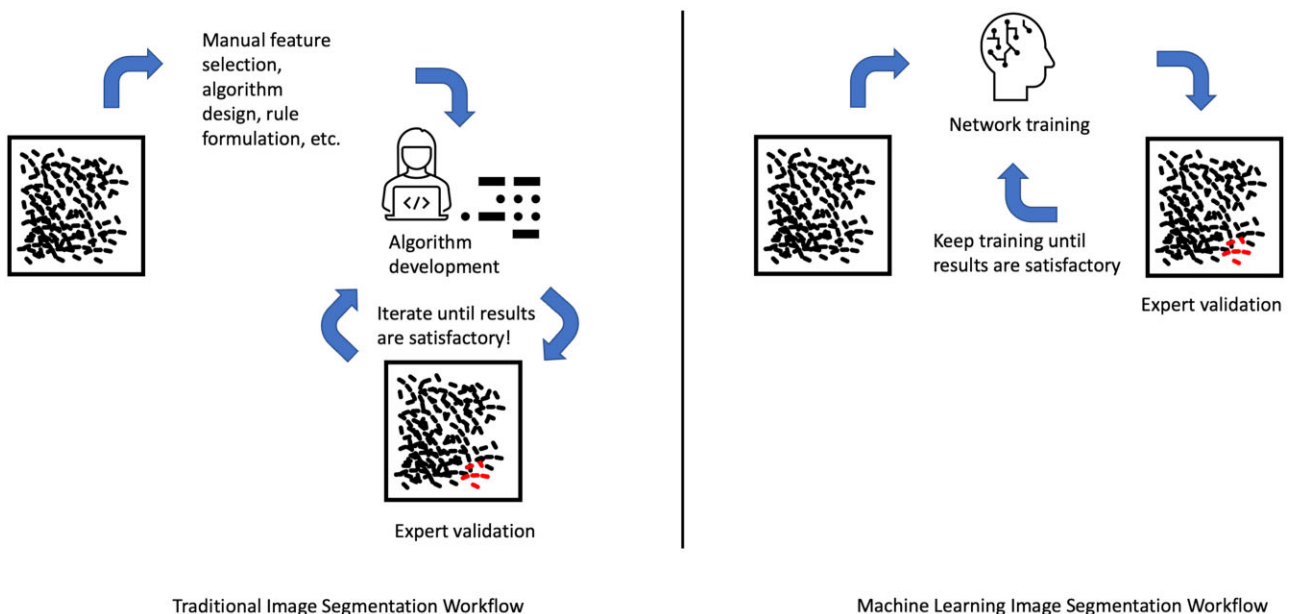 Manual feature
selection,
algorithm
design, rule
formulation, etc.
</>
Algorithm
development
Iterate until results
are satisfactory!
Expert validation
Traditional Image Segmentation Workflow
Network training
Keep training until
results are satisfactory
Expert validation
Machine Learning Image Segmentation Workflow